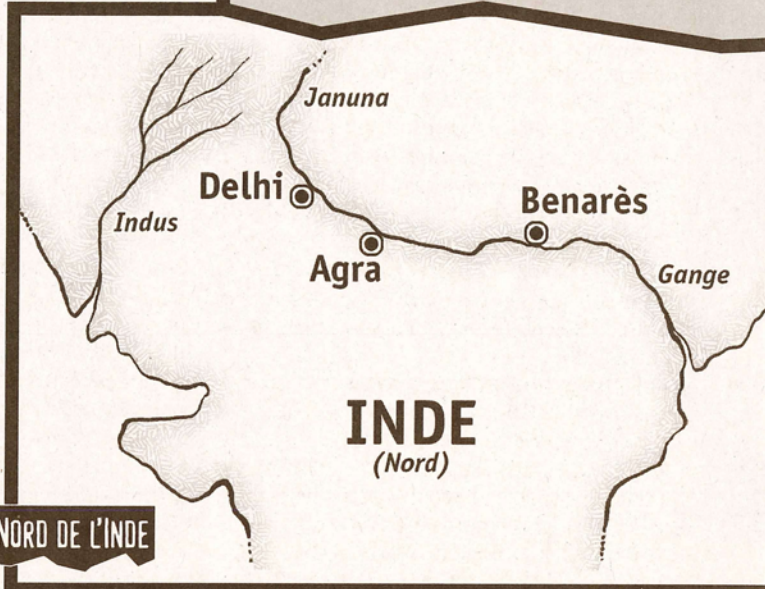 Januna
Delhi
Benarès
Indus
Agra
Gange
INDE
(Nord)
NORD DE L'INDE